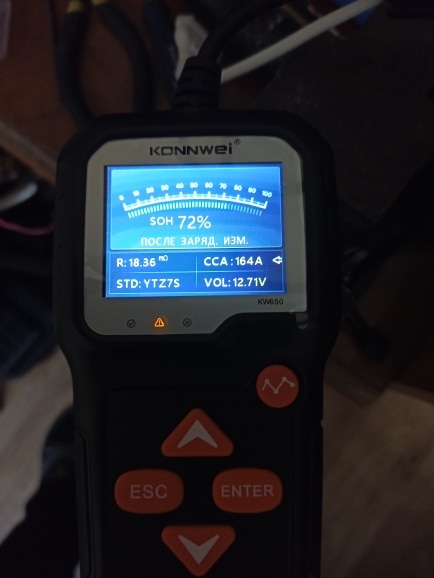 KONNWEI®
0 10 20 30 40 50 60 70 80 90 100
SOH 72%
ПОСЛЕ ЗАРЯД. ИЗМ.
R: 18.36 mΩ CCA: 164A
STD: YTZ7S VOL: 12.71V
KW650
ESC ENTER